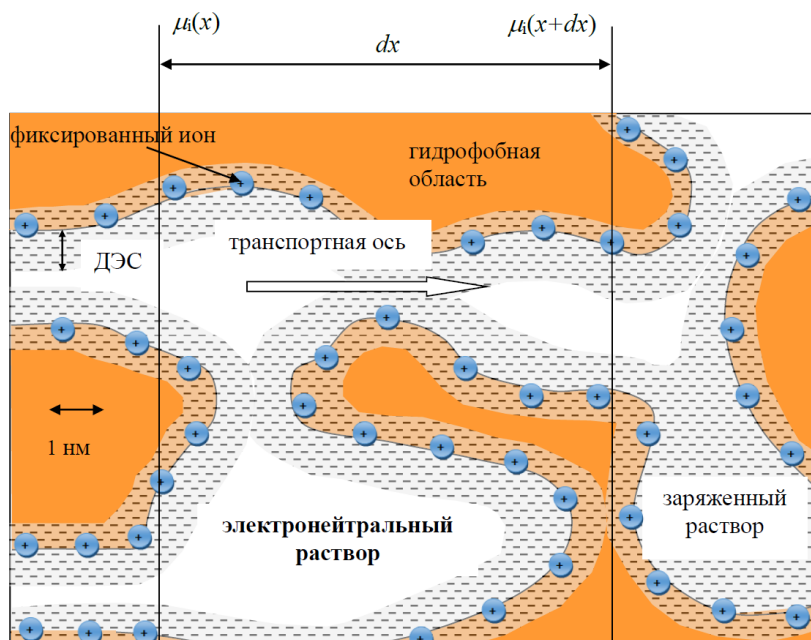 μi(x)
μi(x+dx)
dx
фиксированный ион
гидрофобная
область
транспортная ось
ДЭС
1 нм
электронейтральный
раствор
заряженный
раствор